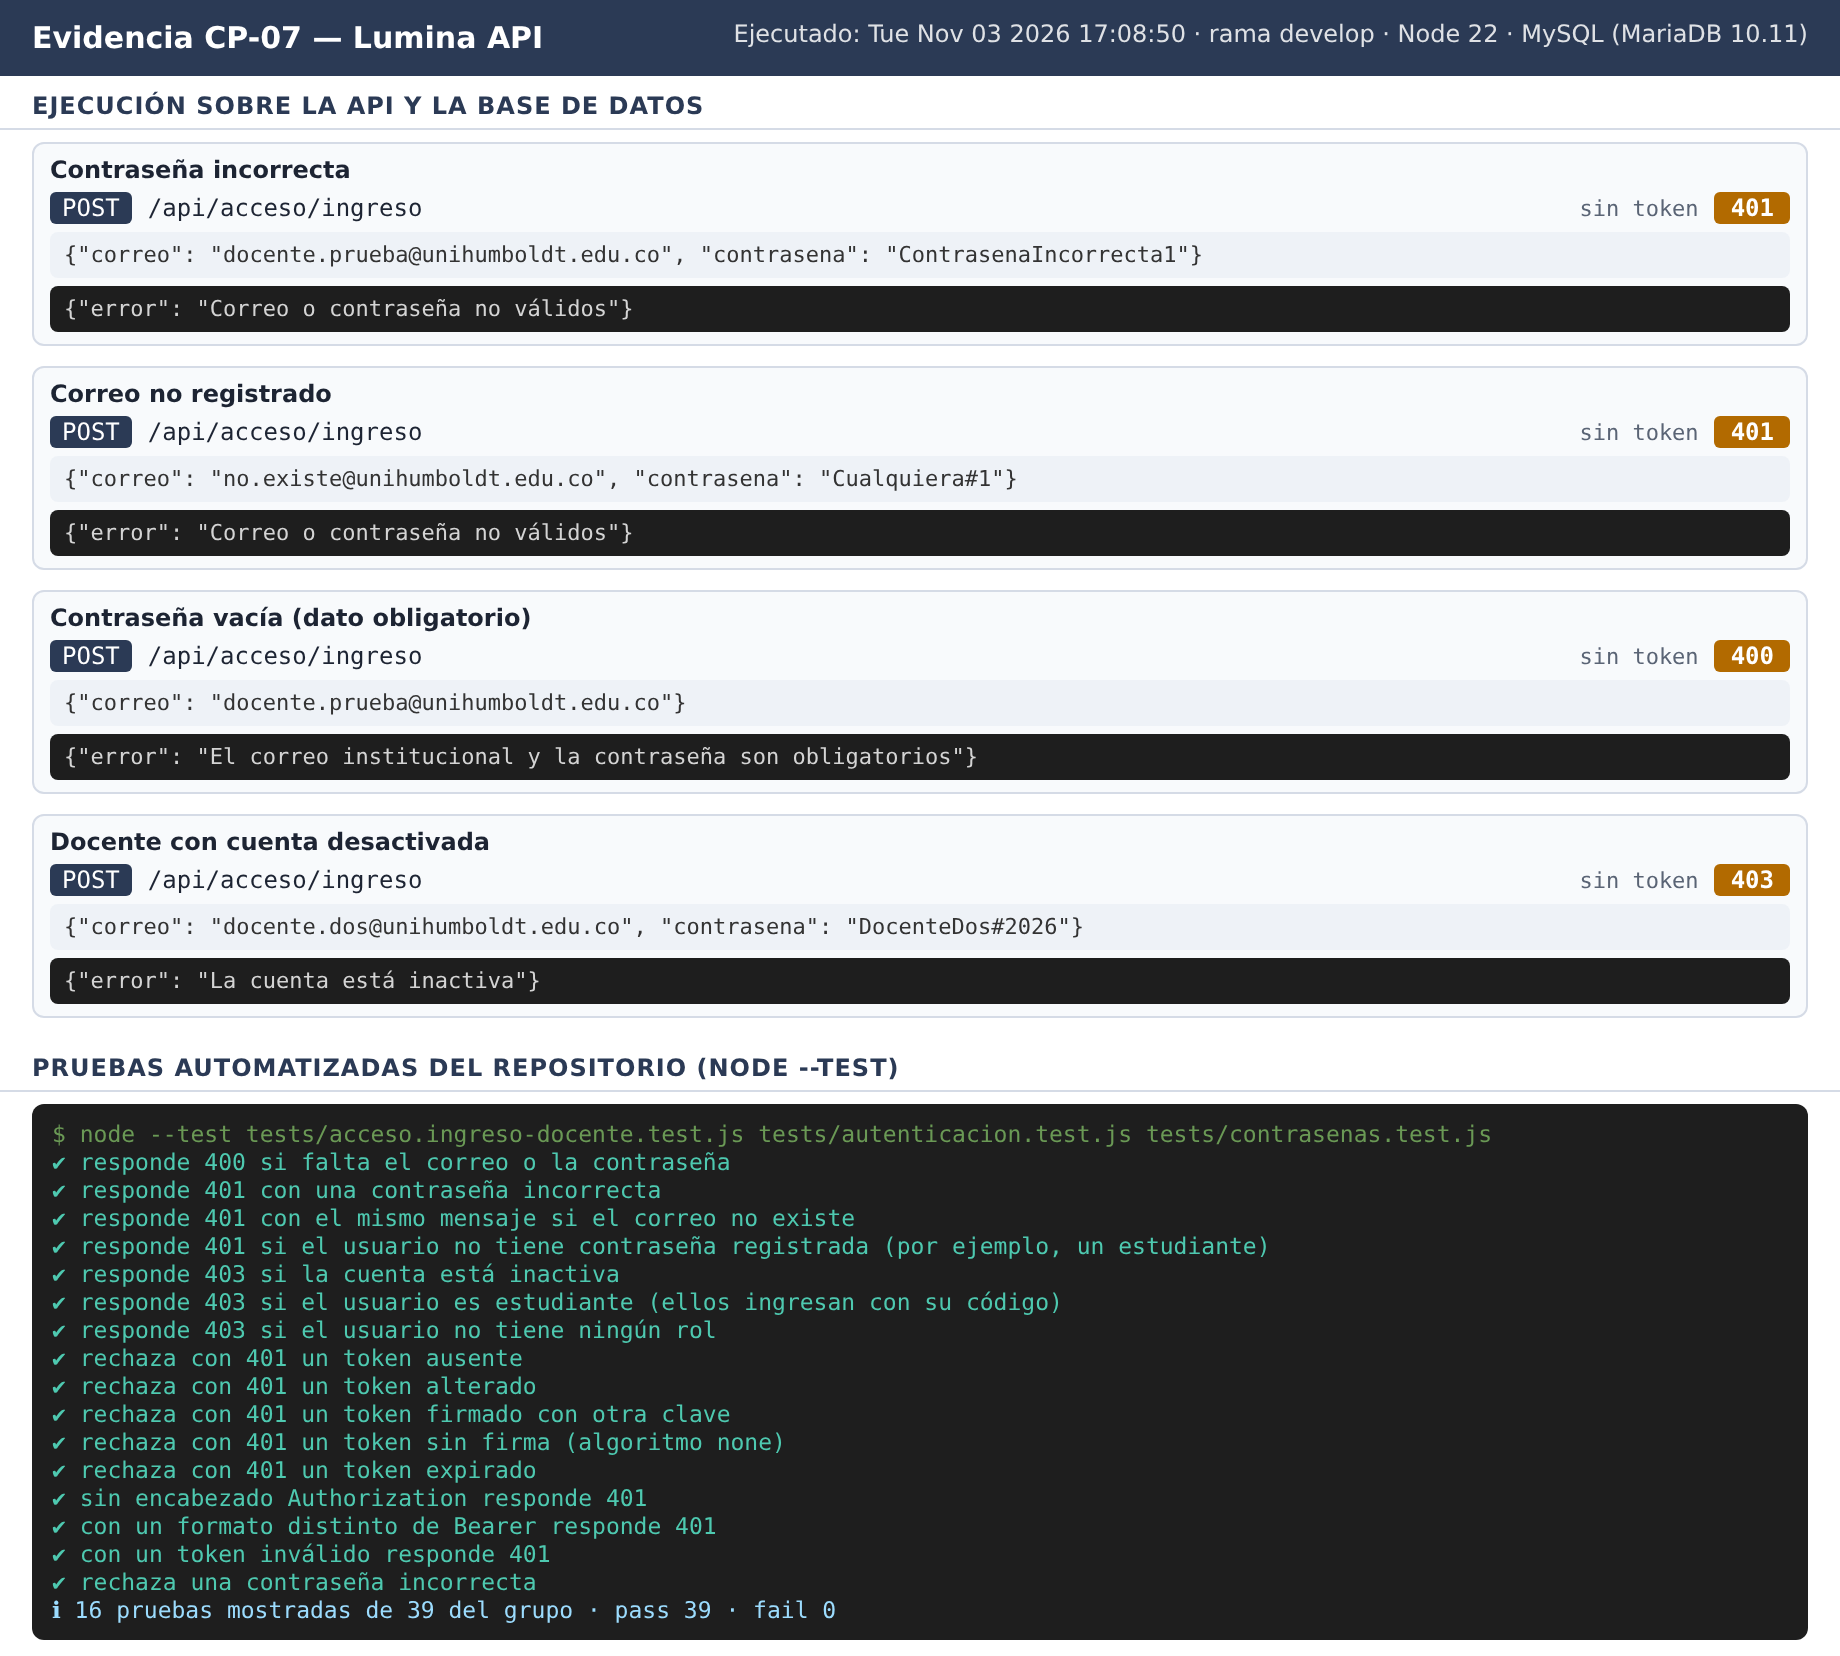 Evidencia CP-07 — Lumina API
Ejecutado: Tue Nov 03 2026 17:08:50 · rama develop · Node 22 · MySQL (MariaDB 10.11)
EJECUCIÓN SOBRE LA API Y LA BASE DE DATOS
Contraseña incorrecta
POST /api/acceso/ingreso sin token 401
{"correo": "docente.prueba@unihumboldt.edu.co", "contrasena": "ContrasenaIncorrecta1"}
{"error": "Correo o contraseña no válidos"}
Correo no registrado
POST /api/acceso/ingreso sin token 401
{"correo": "no.existe@unihumboldt.edu.co", "contrasena": "Cualquiera#1"}
{"error": "Correo o contraseña no válidos"}
Contraseña vacía (dato obligatorio)
POST /api/acceso/ingreso sin token 400
{"correo": "docente.prueba@unihumboldt.edu.co"}
{"error": "El correo institucional y la contraseña son obligatorios"}
Docente con cuenta desactivada
POST /api/acceso/ingreso sin token 403
{"correo": "docente.dos@unihumboldt.edu.co", "contrasena": "DocenteDos#2026"}
{"error": "La cuenta está inactiva"}
PRUEBAS AUTOMATIZADAS DEL REPOSITORIO (NODE --TEST)
$ node --test tests/acceso.ingreso-docente.test.js tests/autenticacion.test.js tests/contrasenas.test.js
✔ responde 400 si falta el correo o la contraseña
✔ responde 401 con una contraseña incorrecta
✔ responde 401 con el mismo mensaje si el correo no existe
✔ responde 401 si el usuario no tiene contraseña registrada (por ejemplo, un estudiante)
✔ responde 403 si la cuenta está inactiva
✔ responde 403 si el usuario es estudiante (ellos ingresan con su código)
✔ responde 403 si el usuario no tiene ningún rol
✔ rechaza con 401 un token ausente
✔ rechaza con 401 un token alterado
✔ rechaza con 401 un token firmado con otra clave
✔ rechaza con 401 un token sin firma (algoritmo none)
✔ rechaza con 401 un token expirado
✔ sin encabezado Authorization responde 401
✔ con un formato distinto de Bearer responde 401
✔ con un token inválido responde 401
✔ rechaza una contraseña incorrecta
ℹ 16 pruebas mostradas de 39 del grupo · pass 39 · fail 0